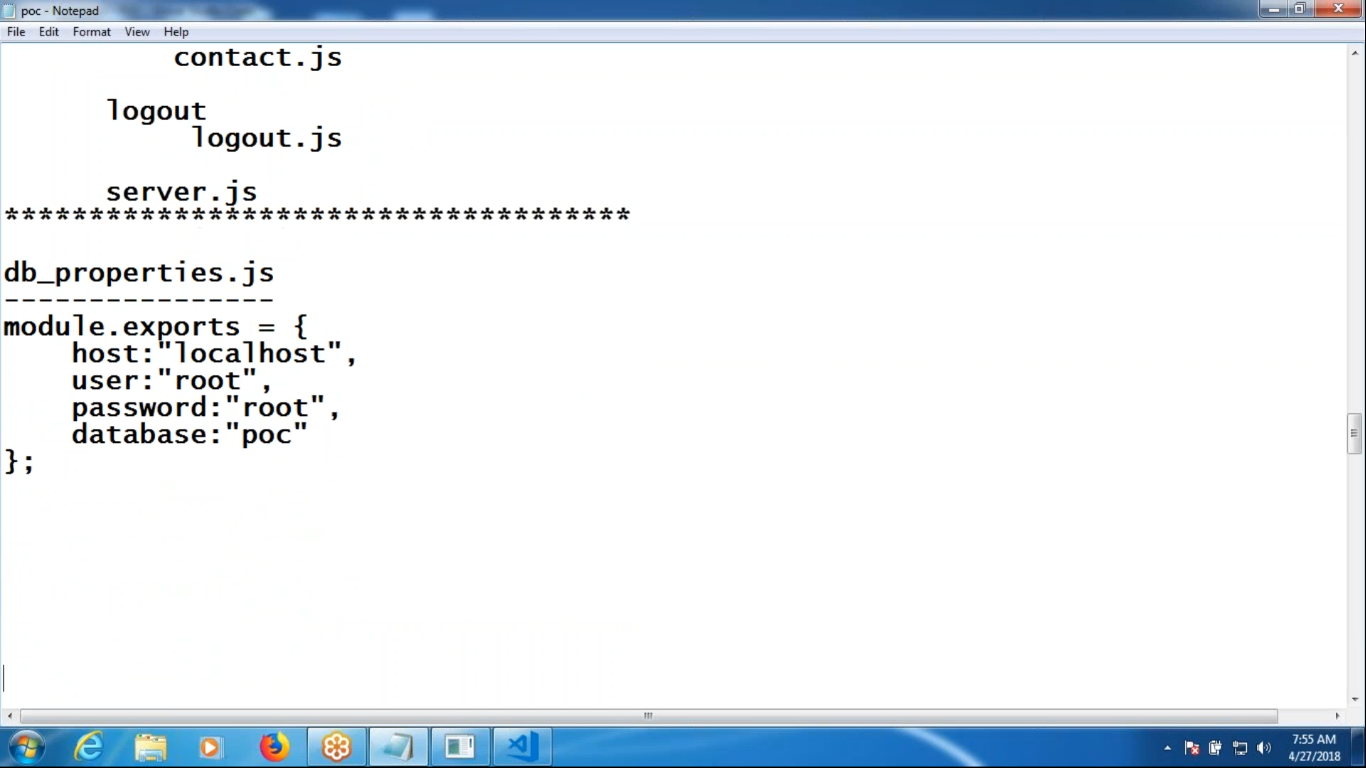 poc - Notepad
File Edit Format View Help
contact.js
logout
logout.js
server.js
*************************************
db_properties.js
----------------
module.exports = {
host:"localhost",
user:"root",
password:"root",
database:"poc"
};
7:55 AM
4/27/2018